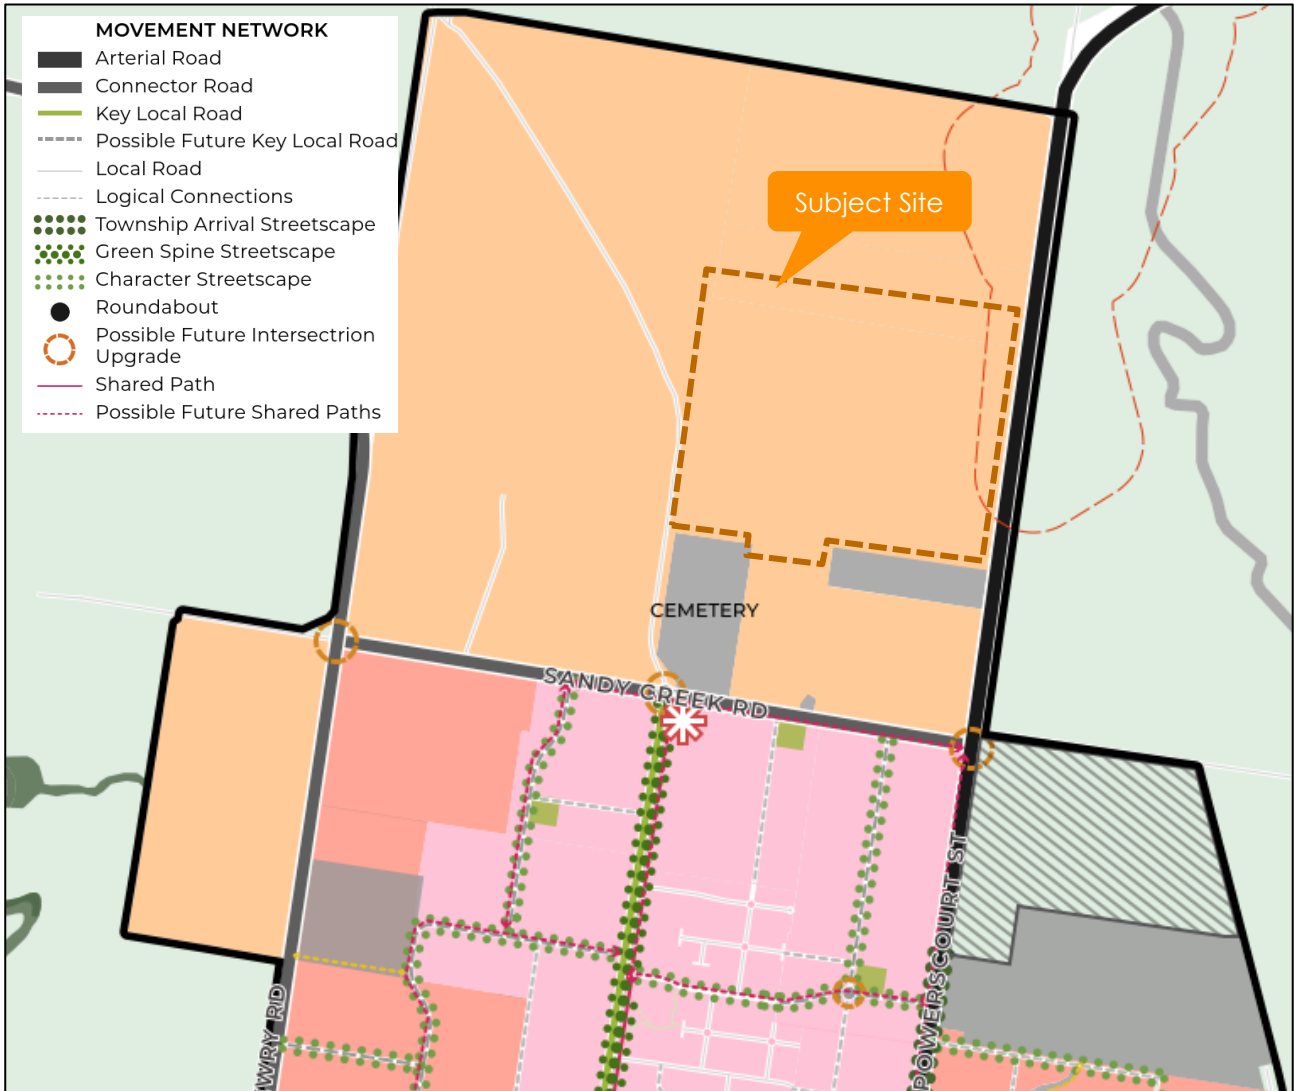 MOVEMENT NETWORK
Arterial Road
Connector Road
Key Local Road
Possible Future Key Local Road
Local Road
Logical Connections
Township Arrival Streetscape
Green Spine Streetscape
Character Streetscape
Roundabout
Possible Future Intersectrion
Upgrade
Shared Path
Possible Future Shared Paths
Subject Site
CEMETERY
SANDY CREEK RD
POWERSCOURT ST
WRY RD